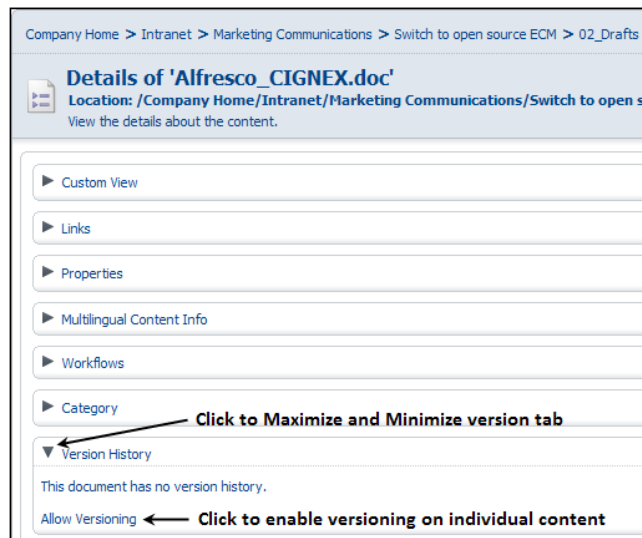 Company Home > Intranet > Marketing Communications > Switch to open source ECM > 02_Drafts
Details of 'Alfresco_CIGNEX.doc'
Location: /Company Home/Intranet/Marketing Communications/Switch to open s
View the details about the content.
Custom View
Links
Properties
Multilingual Content Info
Workflows
Category
Click to Maximize and Minimize version tab
Version History
This document has no version history.
Allow Versioning
Click to enable versioning on individual content